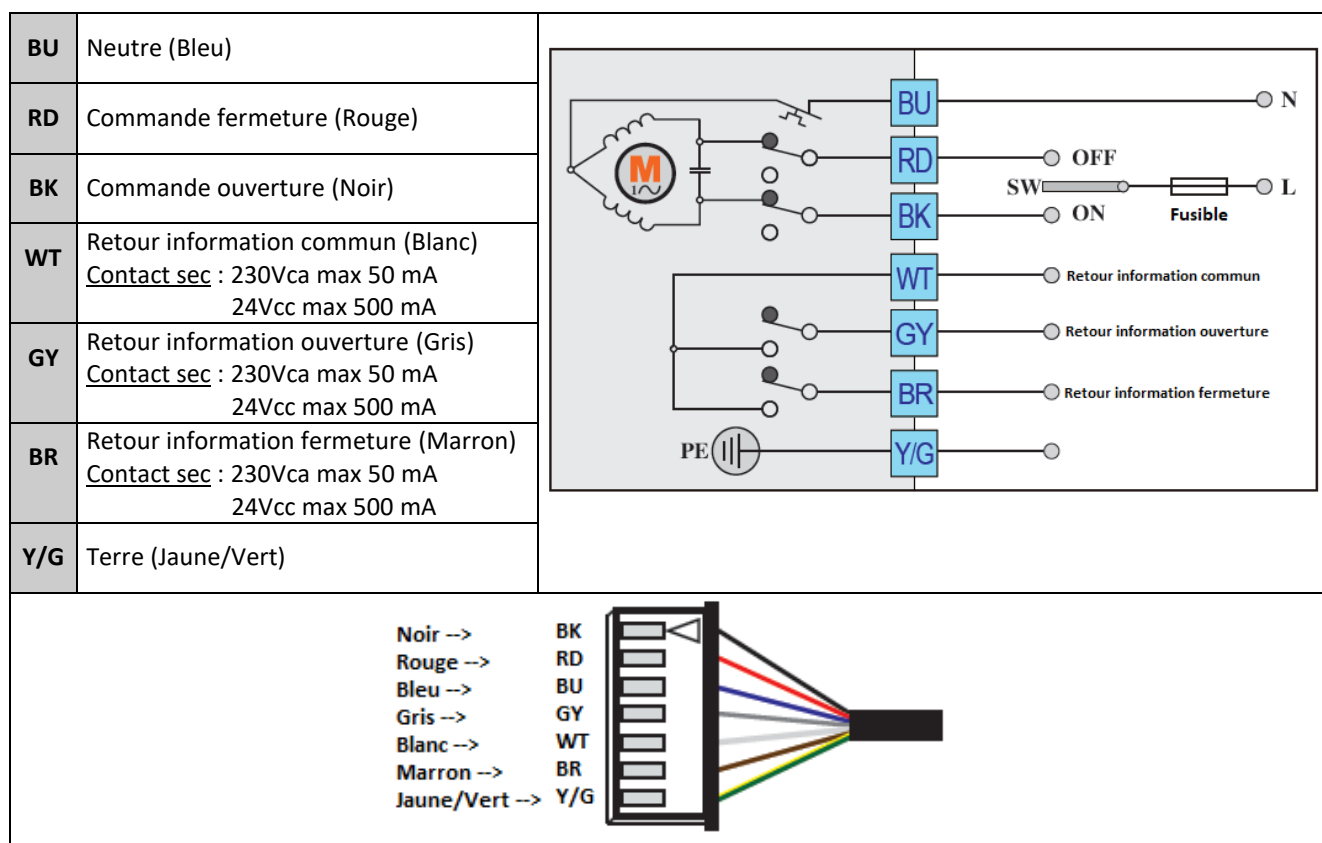 BU
Neutre (Bleu)
RD
Commande fermeture (Rouge)
BK
Commande ouverture (Noir)
WT
Retour information commun (Blanc)
Contact sec : 230Vca max 50 mA
24Vcc max 500 mA
GY
Retour information ouverture (Gris)
Contact sec : 230Vca max 50 mA
24Vcc max 500 mA
BR
Retour information fermeture (Marron)
Contact sec : 230Vca max 50 mA
24Vcc max 500 mA
Y/G
Terre (Jaune/Vert)
BU
N
M
1
RD
OFF
SW
L
BK
ON
Fusible
WT
Retour information commun
GY
Retour information ouverture
BR
Retour information fermeture
PE
Y/G
Noir --> BK
Rouge --> RD
Bleu --> BU
Gris --> GY
Blanc --> WT
Marron --> BR
Jaune/Vert --> Y/G